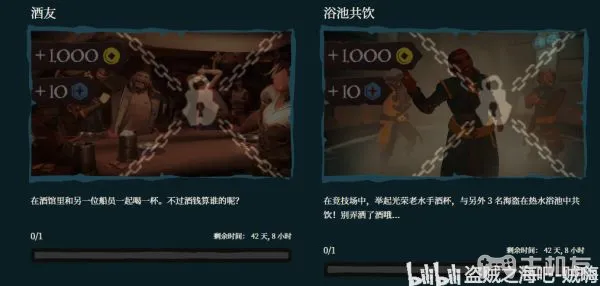 酒友
+1,000
+10
在酒馆里和另一位船员一起喝一杯。不过酒钱算谁的呢？
0/1
剩余时间： 42 天, 8 小时
浴池共饮
+1,000
+10
在竞技场中，举起光荣老水手酒杯，与另外 3 名海盗在热水浴池中共
饮！别弄洒了酒哦...
0/1
剩余时间： 42 天, 8 小时
bilibili 盗贼之海吧-贼嗨
主机友